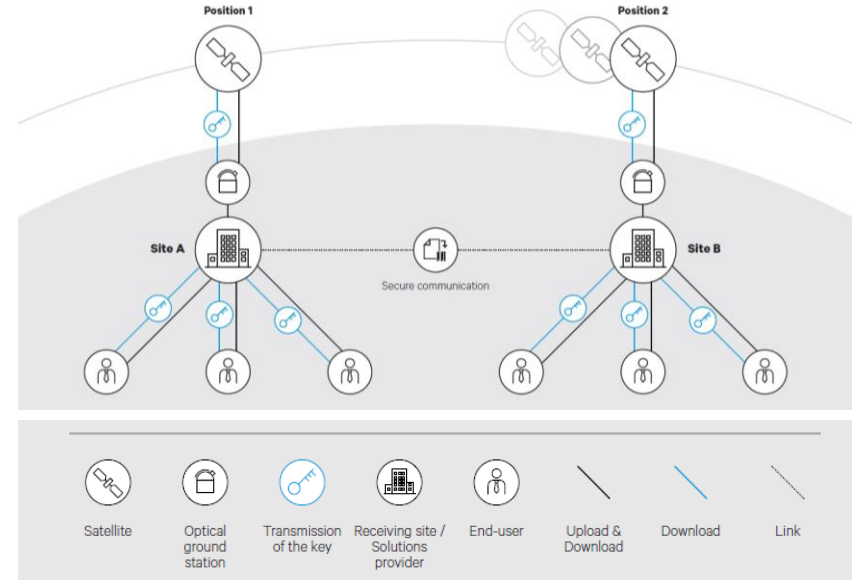 Position 1
Position 2
Site A
Site B
Secure communication
Satellite
Optical
ground
station
Transmission
of the key
Receiving site /
Solutions
provider
End-user
Upload &
Download
Download
Link